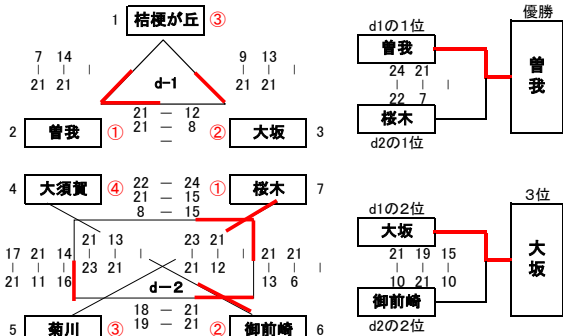 1 桔梗が丘 ③
7 14 9 13
| | | | | |
21 21 d-1 21 21
21 — 12
21 — 8
—
2 曽我 ① ② 大坂 3
4 大須賀 ④ 22 — 24 ① 桜木 7
21 — 15
8 — 15
17 21 14 21 13 23 21 21 21
| | | | | | | | | | | |
21 11 16 23 21 21 12 13 6
d-2
18 — 21
19 — 21
5 菊川 ③ ② 御前崎 6
優勝
d1の1位
曽我
24 21
| | |
22 7
桜木
d2の1位
曽我
3位
d1の2位
大坂
21 19 15
| | |
10 21 10
御前崎
d2の2位
大坂